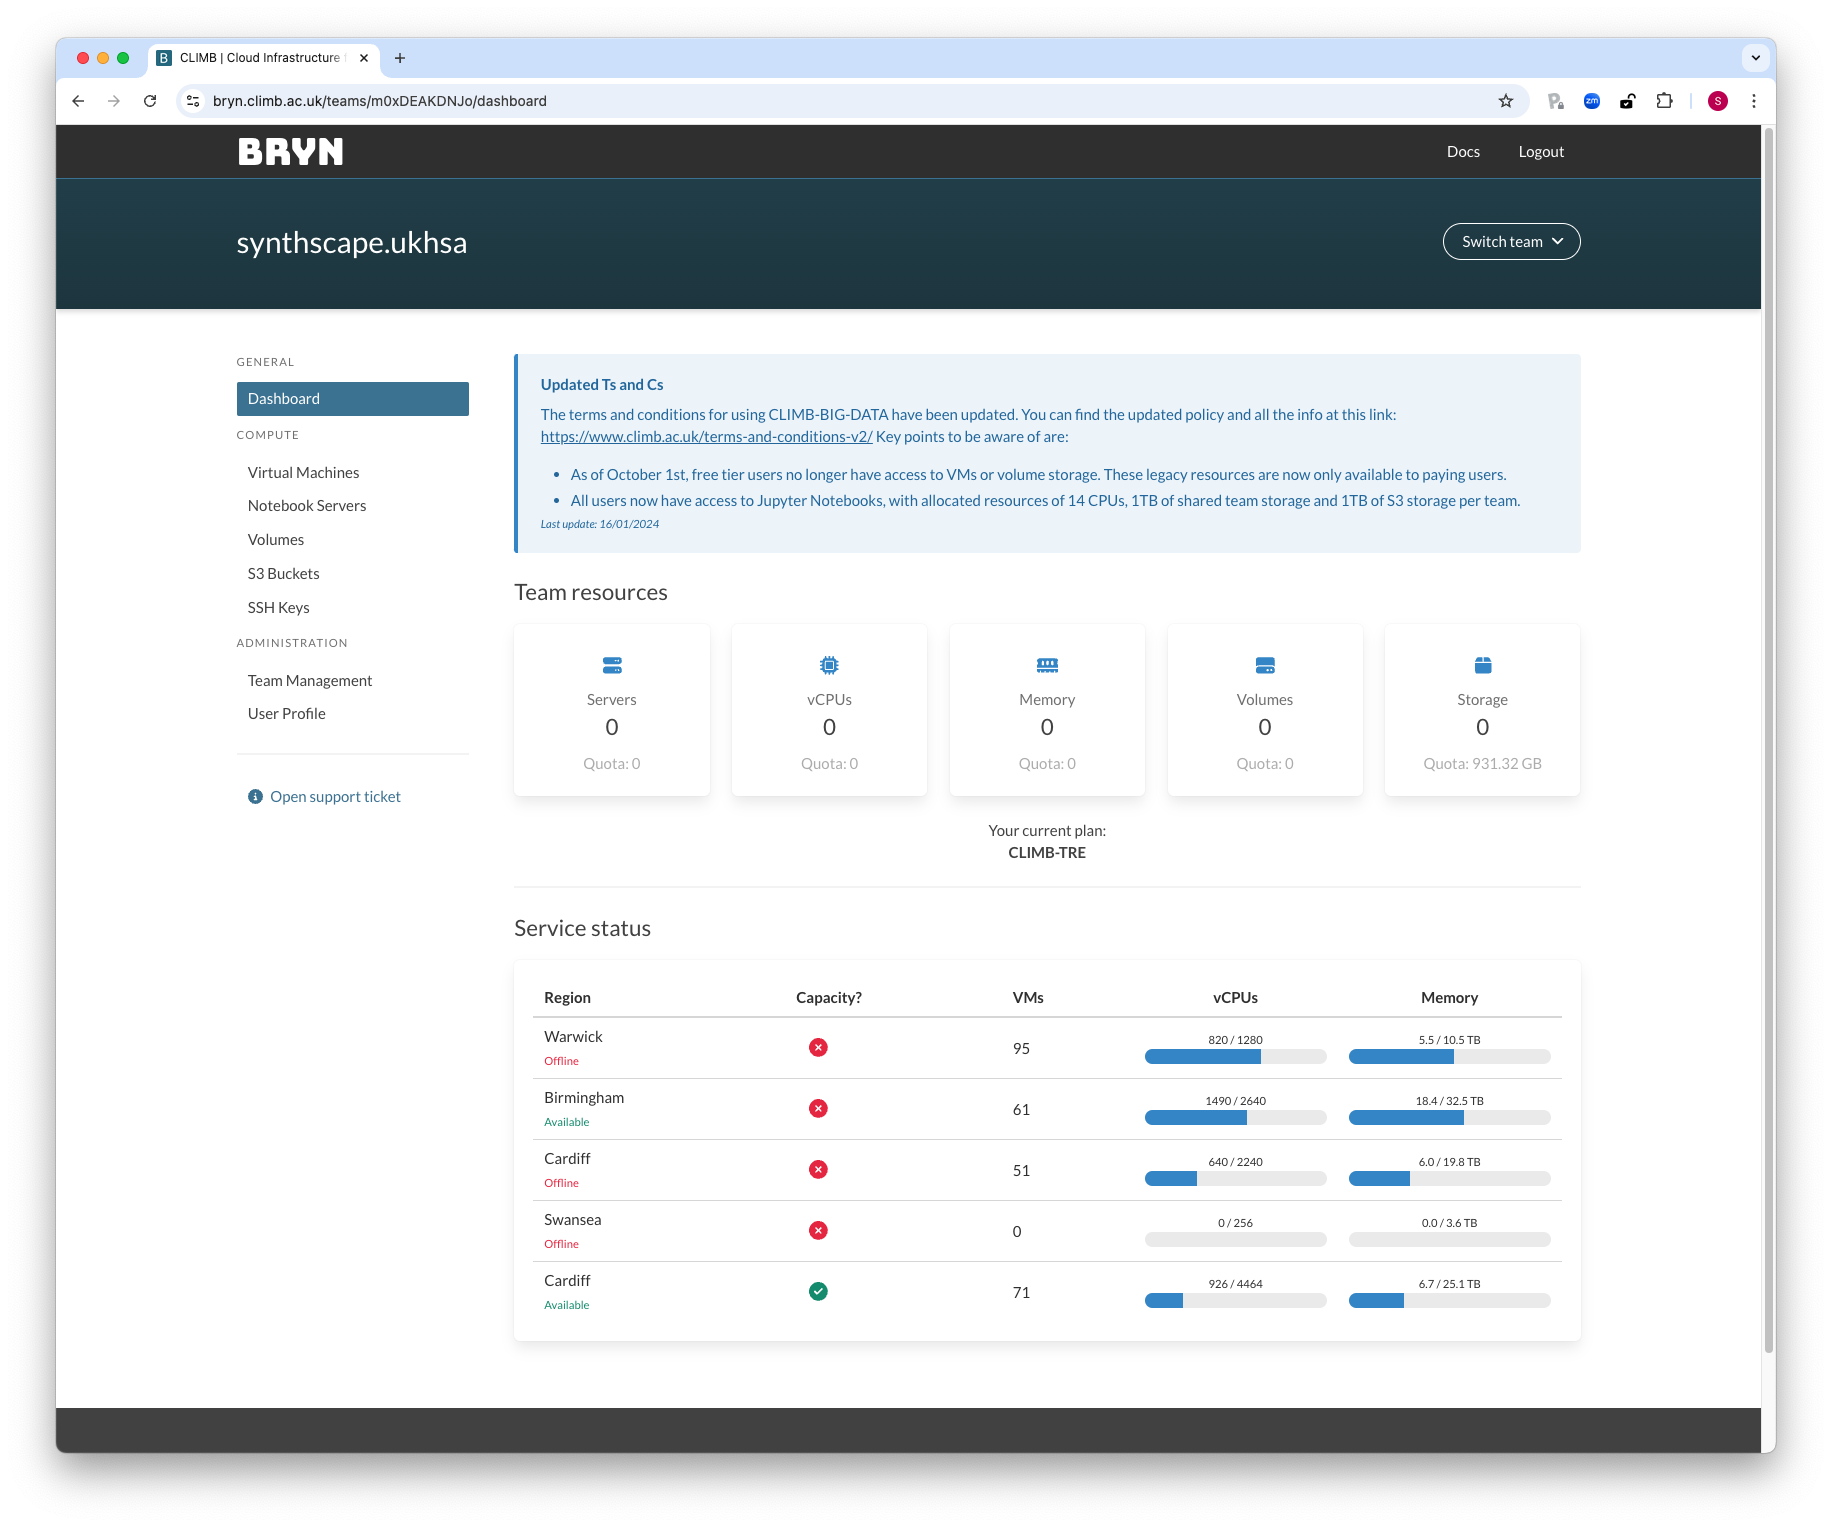 CLIMB | Cloud Infrastructure
bryn.climb.ac.uk/teams/m0xDEAKDNJo/dashboard
zm
S
BRYN
Docs
Logout
synthscape.ukhsa
Switch team
GENERAL
Dashboard
COMPUTE
Virtual Machines
Notebook Servers
Volumes
S3 Buckets
SSH Keys
ADMINISTRATION
Team Management
User Profile
Open support ticket
Updated Ts and Cs
The terms and conditions for using CLIMB-BIG-DATA have been updated. You can find the updated policy and all the info at this link:
https://www.climb.ac.uk/terms-and-conditions-v2/ Key points to be aware of are:
• As of October 1st, free tier users no longer have access to VMs or volume storage. These legacy resources are now only available to paying users.
• All users now have access to Jupyter Notebooks, with allocated resources of 14 CPUs, 1TB of shared team storage and 1TB of S3 storage per team.
Last update: 16/01/2024
Team resources
Servers
0
Quota: 0
vCPUs
0
Quota: 0
Memory
0
Quota: 0
Volumes
0
Quota: 0
Storage
0
Quota: 931.32 GB
Your current plan:
CLIMB-TRE
Service status
Region Capacity? VMs vCPUs Memory
Warwick
Offline
95
820 / 1280
5.5 / 10.5 TB
Birmingham
Available
61
1490 / 2640
18.4 / 32.5 TB
Cardiff
Offline
51
640 / 2240
6.0 / 19.8 TB
Swansea
Offline
0
0 / 256
0.0 / 3.6 TB
Cardiff
Available
71
926 / 4464
6.7 / 25.1 TB